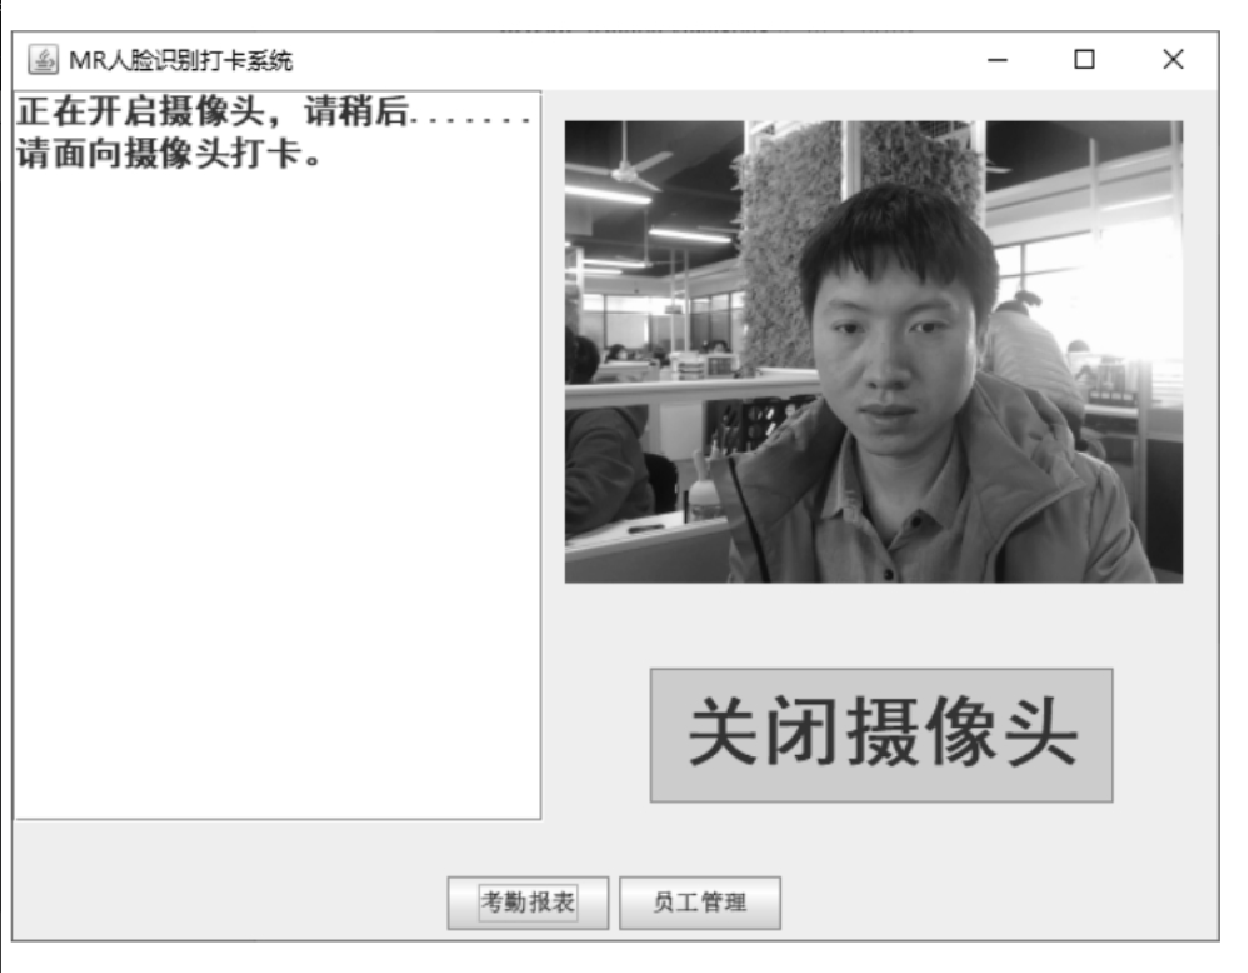 MR人脸识别打卡系统
正在开启摄像头，请稍后.......
请面向摄像头打卡。
关闭摄像头
考勤报表
员工管理